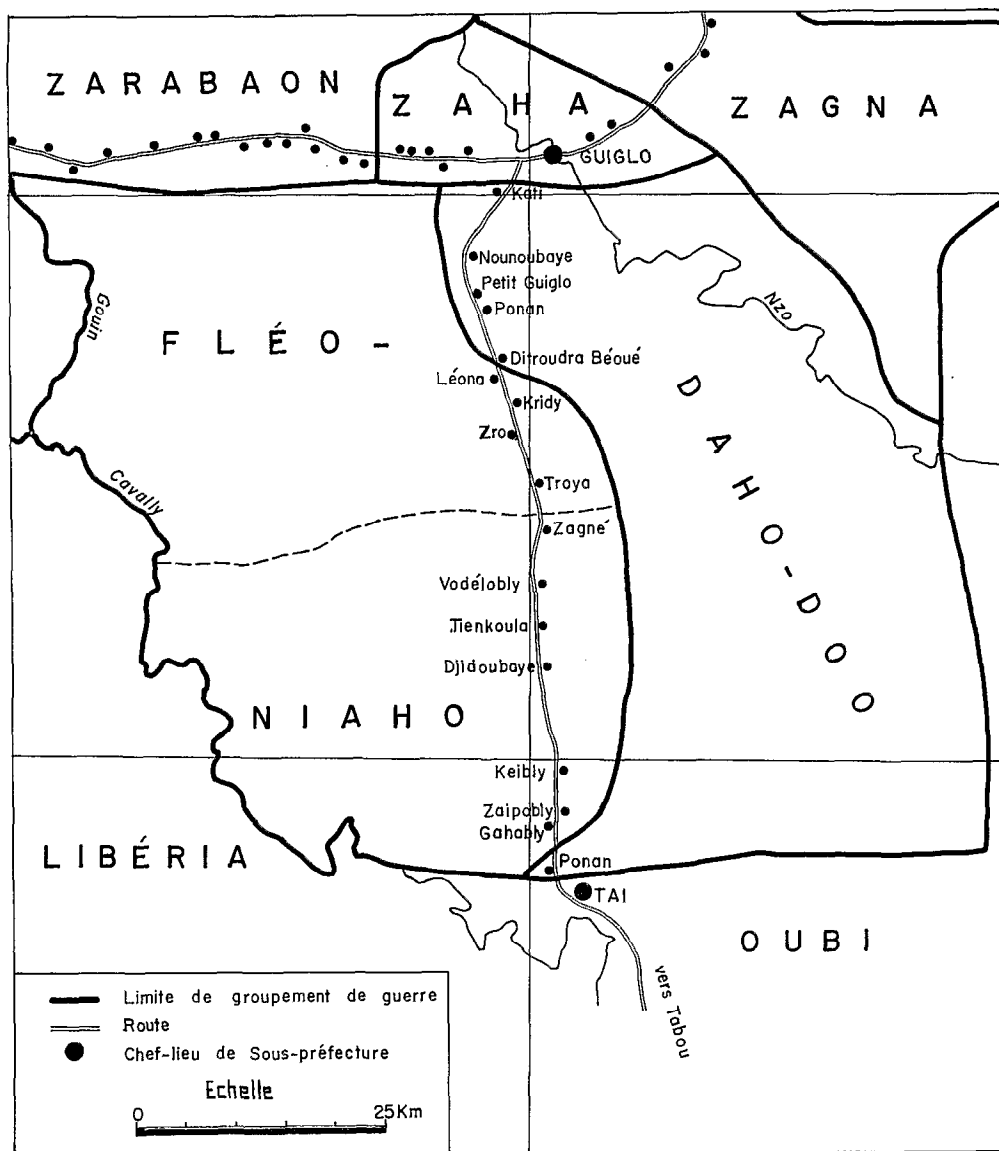 ZARABAON
ZAHA
ZAGNA
GUIGLO
Kati
Nounoubaye
Petit Guiglo
Ponan
Gouin
Nzo
FLÉO-
Ditroudra Béoué
Léona
Kridy
Zro
DAHO-DOO
Cavally
Troya
Zagné
Vodélobly
Tienkoula
Djidoubaye
NIAHO
Keibly
Zaipobly
Gahably
LIBÉRIA
Ponan
TAI
OUBI
vers Tabou
Limite de groupement de guerre
Route
Chef-lieu de Sous-préfecture
Echelle
0 25Km